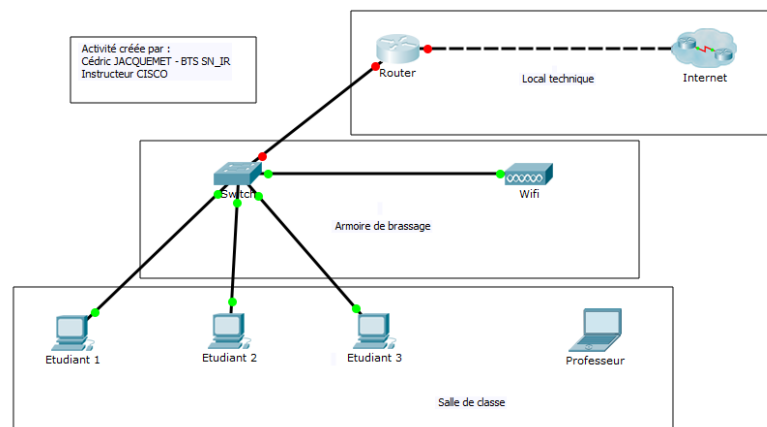 Activité créée par :
Cédric JACQUEMET - BTS SN_IR
Instructeur CISCO
Router
Local technique
Internet
Switch
Wifi
Armoire de brassage
Etudiant 1
Etudiant 2
Etudiant 3
Professeur
Salle de classe